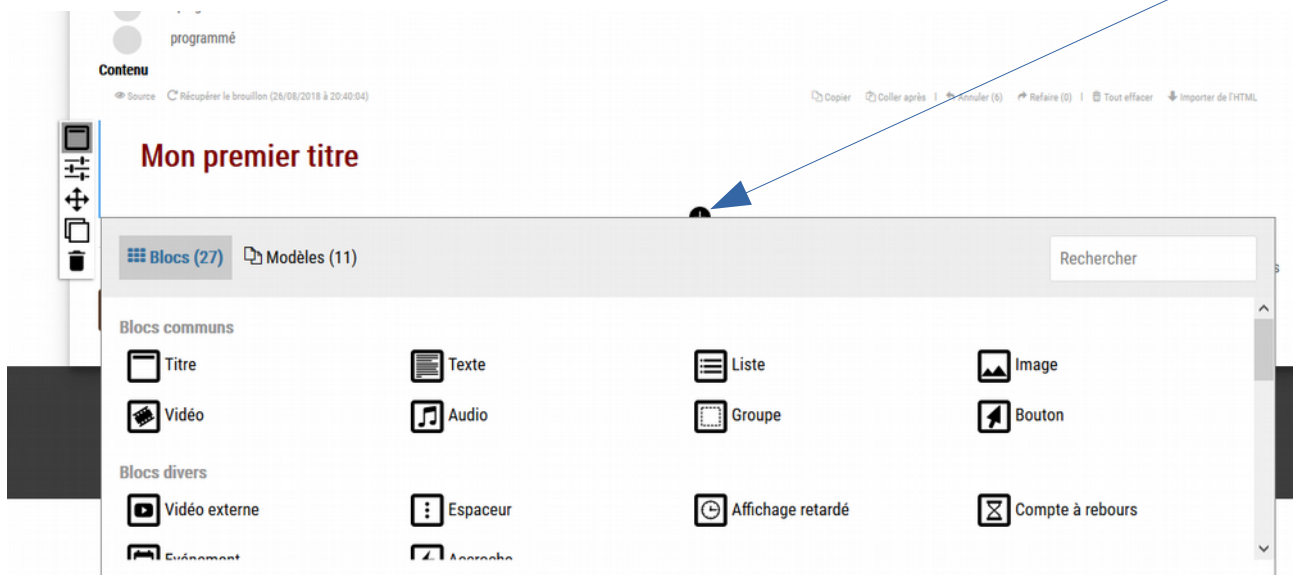 programmé
Contenu
Source Récupérer le brouillon (26/08/2018 à 20:40:04) Copier Coller après | Annuler (6) Refaire (0) | Tout effacer Importer de l'HTML
Mon premier titre
Blocs (27) Modèles (11) Rechercher
Blocs communs
Titre Texte Liste Image
Vidéo Audio Groupe Bouton
Blocs divers
Vidéo externe Espaceur Affichage retardé Compte à rebours
Evénement Accroche